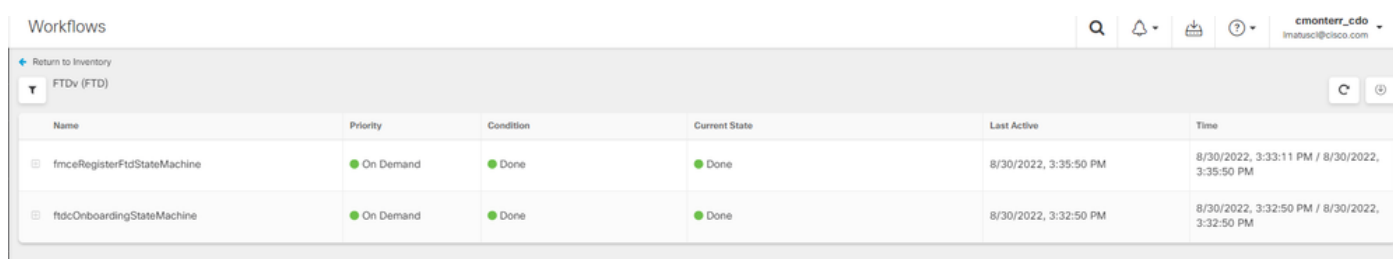 Workflows
cmonterr_cdo
lmatusci@cisco.com
Return to Inventory
FTDv (FTD)
Name Priority Condition Current State Last Active Time
fmceRegisterFtdStateMachine On Demand Done Done 8/30/2022, 3:35:50 PM 8/30/2022, 3:33:11 PM / 8/30/2022,
3:35:50 PM
ftdcOnboardingStateMachine On Demand Done Done 8/30/2022, 3:32:50 PM 8/30/2022, 3:32:50 PM / 8/30/2022,
3:32:50 PM